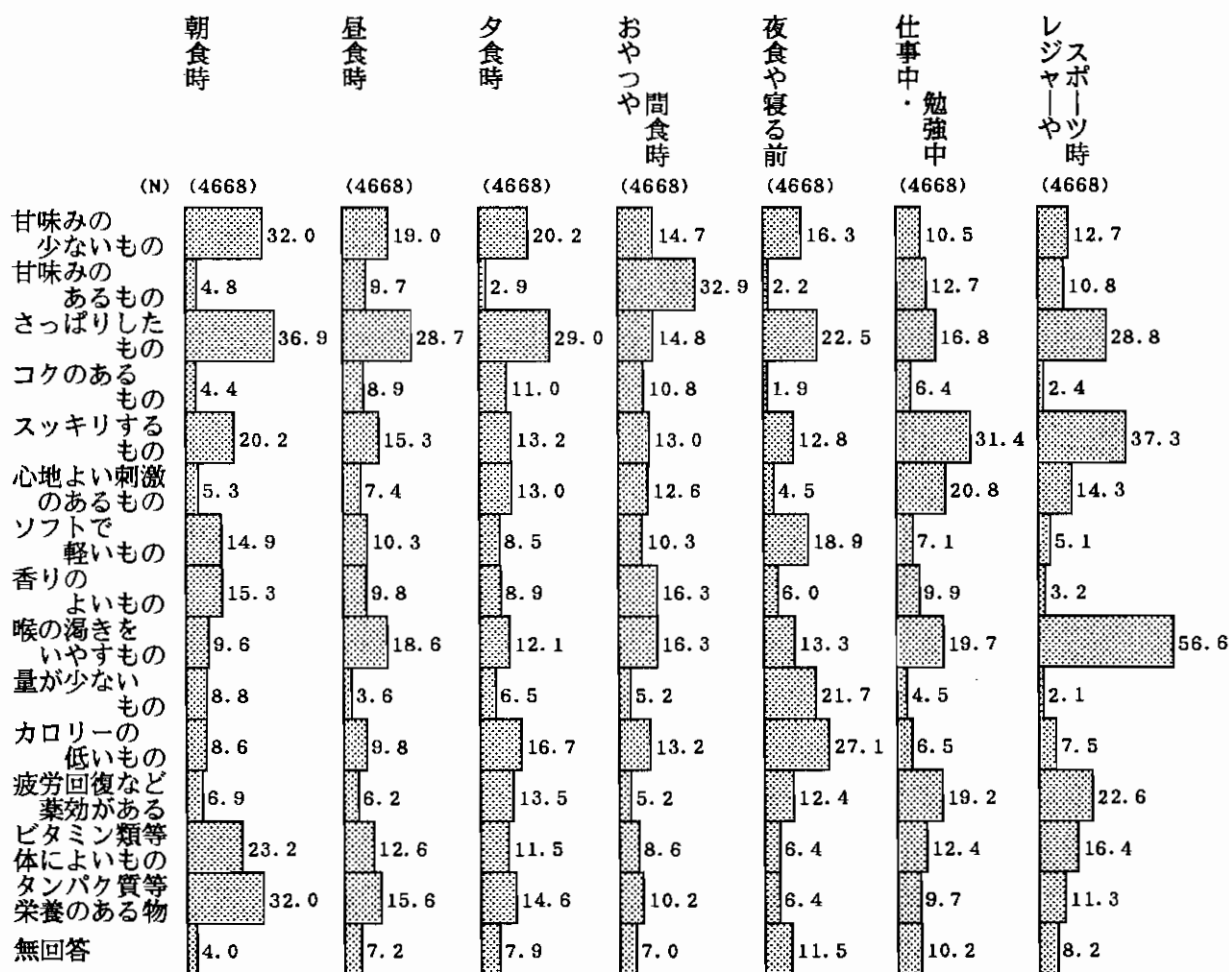 朝食時
昼食時
夕食時
おやつや
間食時
夜食や寝る前
仕事中・
勉強中
レジャーや
スポーツ時
(N) (4668) (4668) (4668) (4668) (4668) (4668) (4668)
甘味みの
少ないもの 32.0 19.0 20.2 14.7 16.3 10.5 12.7
甘味みの
あるもの 4.8 9.7 2.9 32.9 2.2 12.7 10.8
さっぱりした
もの 36.9 28.7 29.0 14.8 22.5 16.8 28.8
コクのある
もの 4.4 8.9 11.0 10.8 1.9 6.4 2.4
スッキリする
もの 20.2 15.3 13.2 13.0 12.8 31.4 37.3
心地よい刺激
のあるもの 5.3 7.4 13.0 12.6 4.5 20.8 14.3
ソフトで
軽いもの 14.9 10.3 8.5 10.3 18.9 7.1 5.1
香りの
よいもの 15.3 9.8 8.9 16.3 6.0 9.9 3.2
喉の渇きを
いやすもの 9.6 18.6 12.1 16.3 13.3 19.7 56.6
量が少ない
もの 8.8 3.6 6.5 5.2 21.7 4.5 2.1
カロリーの
低いもの 8.6 9.8 16.7 13.2 27.1 6.5 7.5
疲労回復など
薬効がある 6.9 6.2 13.5 5.2 12.4 19.2 22.6
ビタミン類等
体によいもの 23.2 12.6 11.5 8.6 6.4 12.4 16.4
タンパク質等
栄養のある物 32.0 15.6 14.6 10.2 6.4 9.7 11.3
無回答 4.0 7.2 7.9 7.0 11.5 10.2 8.2